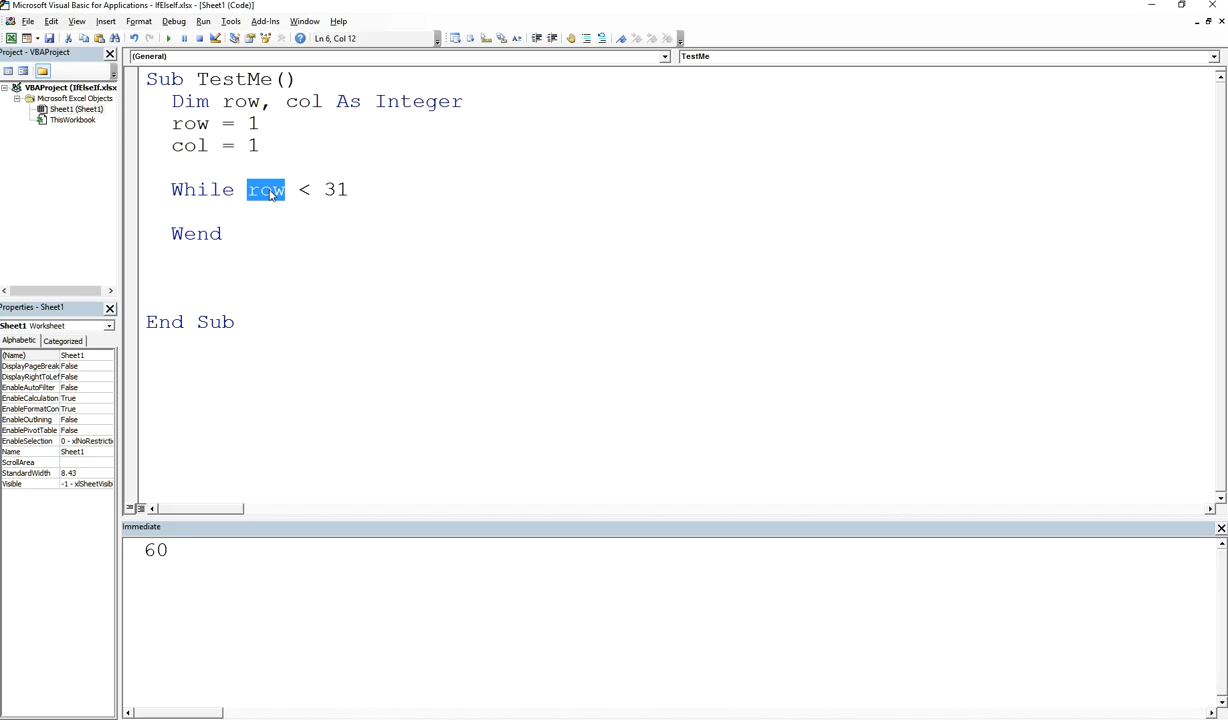 Microsoft Visual Basic for Applications - IfElseIf.xlsx - [Sheet1 (Code)]
File Edit View Insert Format Debug Run Tools Add-Ins Window Help
Ln 6, Col 12
Project - VBAProject
(General)
TestMe
VBAProject (IfElseIf.xlsx
Microsoft Excel Objects
Sheet1 (Sheet1)
ThisWorkbook
Sub TestMe()
Dim row, col As Integer
row = 1
col = 1
While row < 31
Wend
End Sub
Properties - Sheet1
Sheet1 Worksheet
Alphabetic Categorized
(Name) Sheet1
DisplayPageBreak False
DisplayRightToLef False
EnableAutoFilter False
EnableCalculation True
EnableFormatCon True
EnableOutlining False
EnablePivotTable False
EnableSelection 0 - xlNoRestricti
Name Sheet1
ScrollArea
StandardWidth 8.43
Visible -1 - xlSheetVisib
Immediate
60